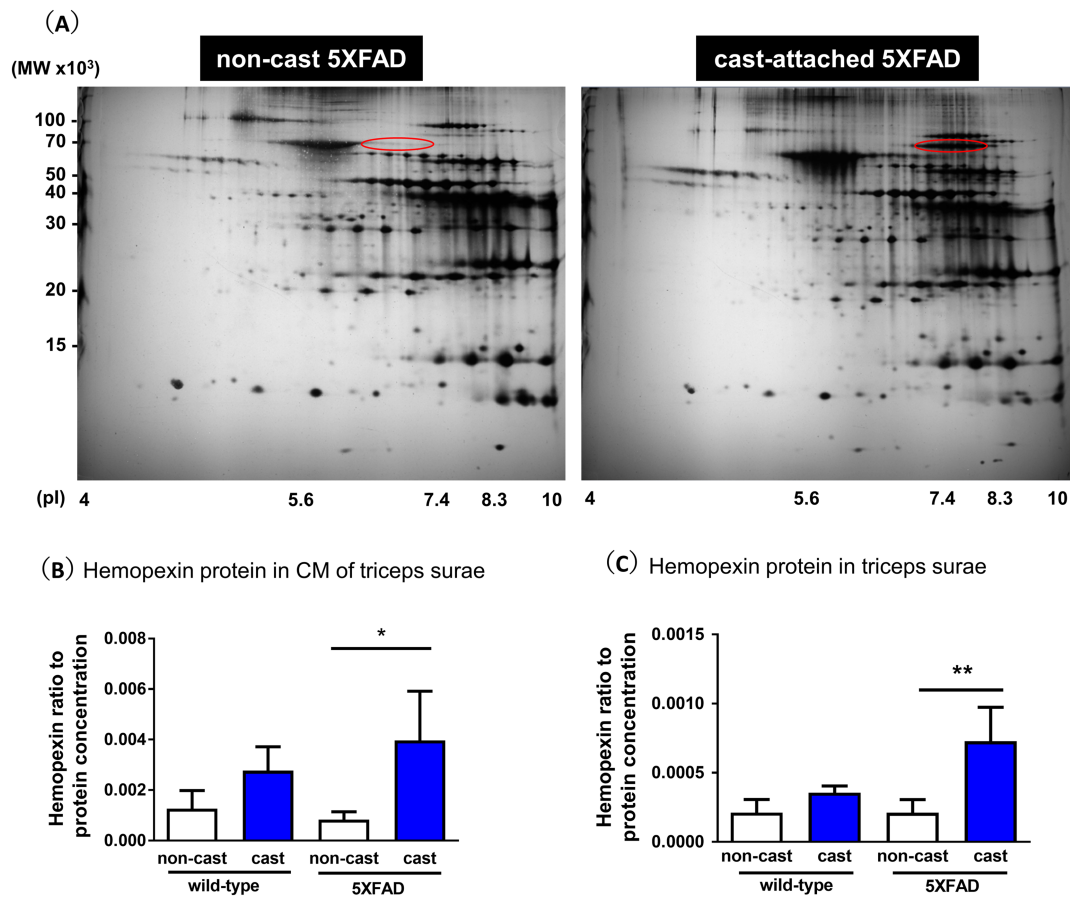 (A)
non-cast 5XFAD
cast-attached 5XFAD
(MW x10³)
100
70
50
40
30
20
15
(pI) 4 5.6 7.4 8.3 10
4 5.6 7.4 8.3 10
(B) Hemopexin protein in CM of triceps surae
Hemopexin ratio to
protein concentration
0.008
0.006
0.004
0.002
0.000
*
non-cast cast non-cast cast
wild-type 5XFAD
(C) Hemopexin protein in triceps surae
Hemopexin ratio to
protein concentration
0.0015
0.0010
0.0005
0.0000
**
non-cast cast non-cast cast
wild-type 5XFAD